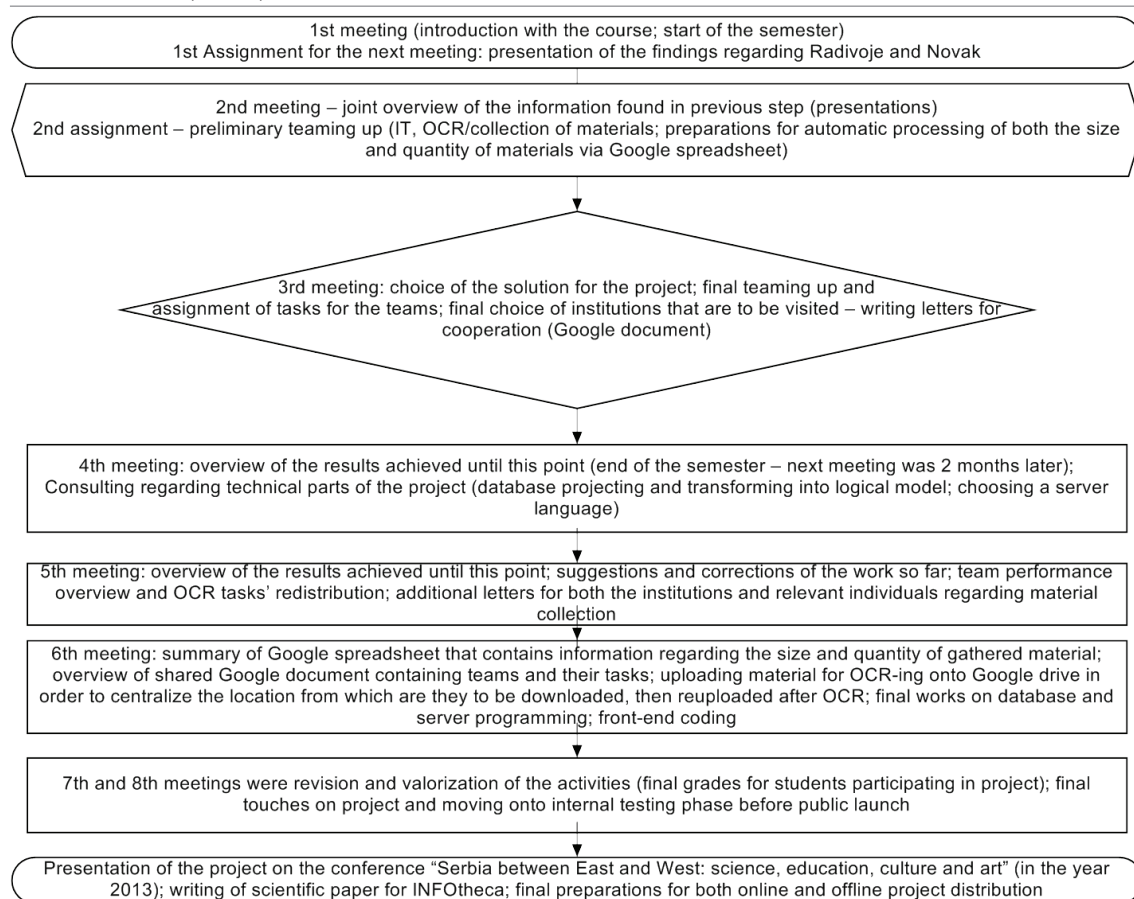 1st meeting (introduction with the course; start of the semester)
1st Assignment for the next meeting: presentation of the findings regarding Radivoje and Novak
2nd meeting – joint overview of the information found in previous step (presentations)
2nd assignment – preliminary teaming up (IT, OCR/collection of materials; preparations for automatic processing of both the size
and quantity of materials via Google spreadsheet)
3rd meeting: choice of the solution for the project; final teaming up and
assignment of tasks for the teams; final choice of institutions that are to be visited – writing letters for
cooperation (Google document)
4th meeting: overview of the results achieved until this point (end of the semester – next meeting was 2 months later);
Consulting regarding technical parts of the project (database projecting and transforming into logical model; choosing a server
language)
5th meeting: overview of the results achieved until this point; suggestions and corrections of the work so far; team performance
overview and OCR tasks’ redistribution; additional letters for both the institutions and relevant individuals regarding material
collection
6th meeting: summary of Google spreadsheet that contains information regarding the size and quantity of gathered material;
overview of shared Google document containing teams and their tasks; uploading material for OCR-ing onto Google drive in
order to centralize the location from which are they to be downloaded, then reuploaded after OCR; final works on database and
server programming; front-end coding
7th and 8th meetings were revision and valorization of the activities (final grades for students participating in project); final
touches on project and moving onto internal testing phase before public launch
Presentation of the project on the conference “Serbia between East and West: science, education, culture and art” (in the year
2013); writing of scientific paper for INFOtheca; final preparations for both online and offline project distribution